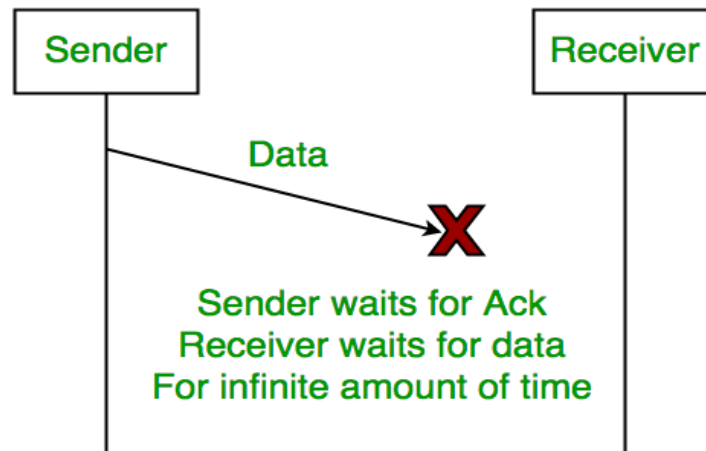 Sender
Receiver
Data
X
Sender waits for Ack
Receiver waits for data
For infinite amount of time